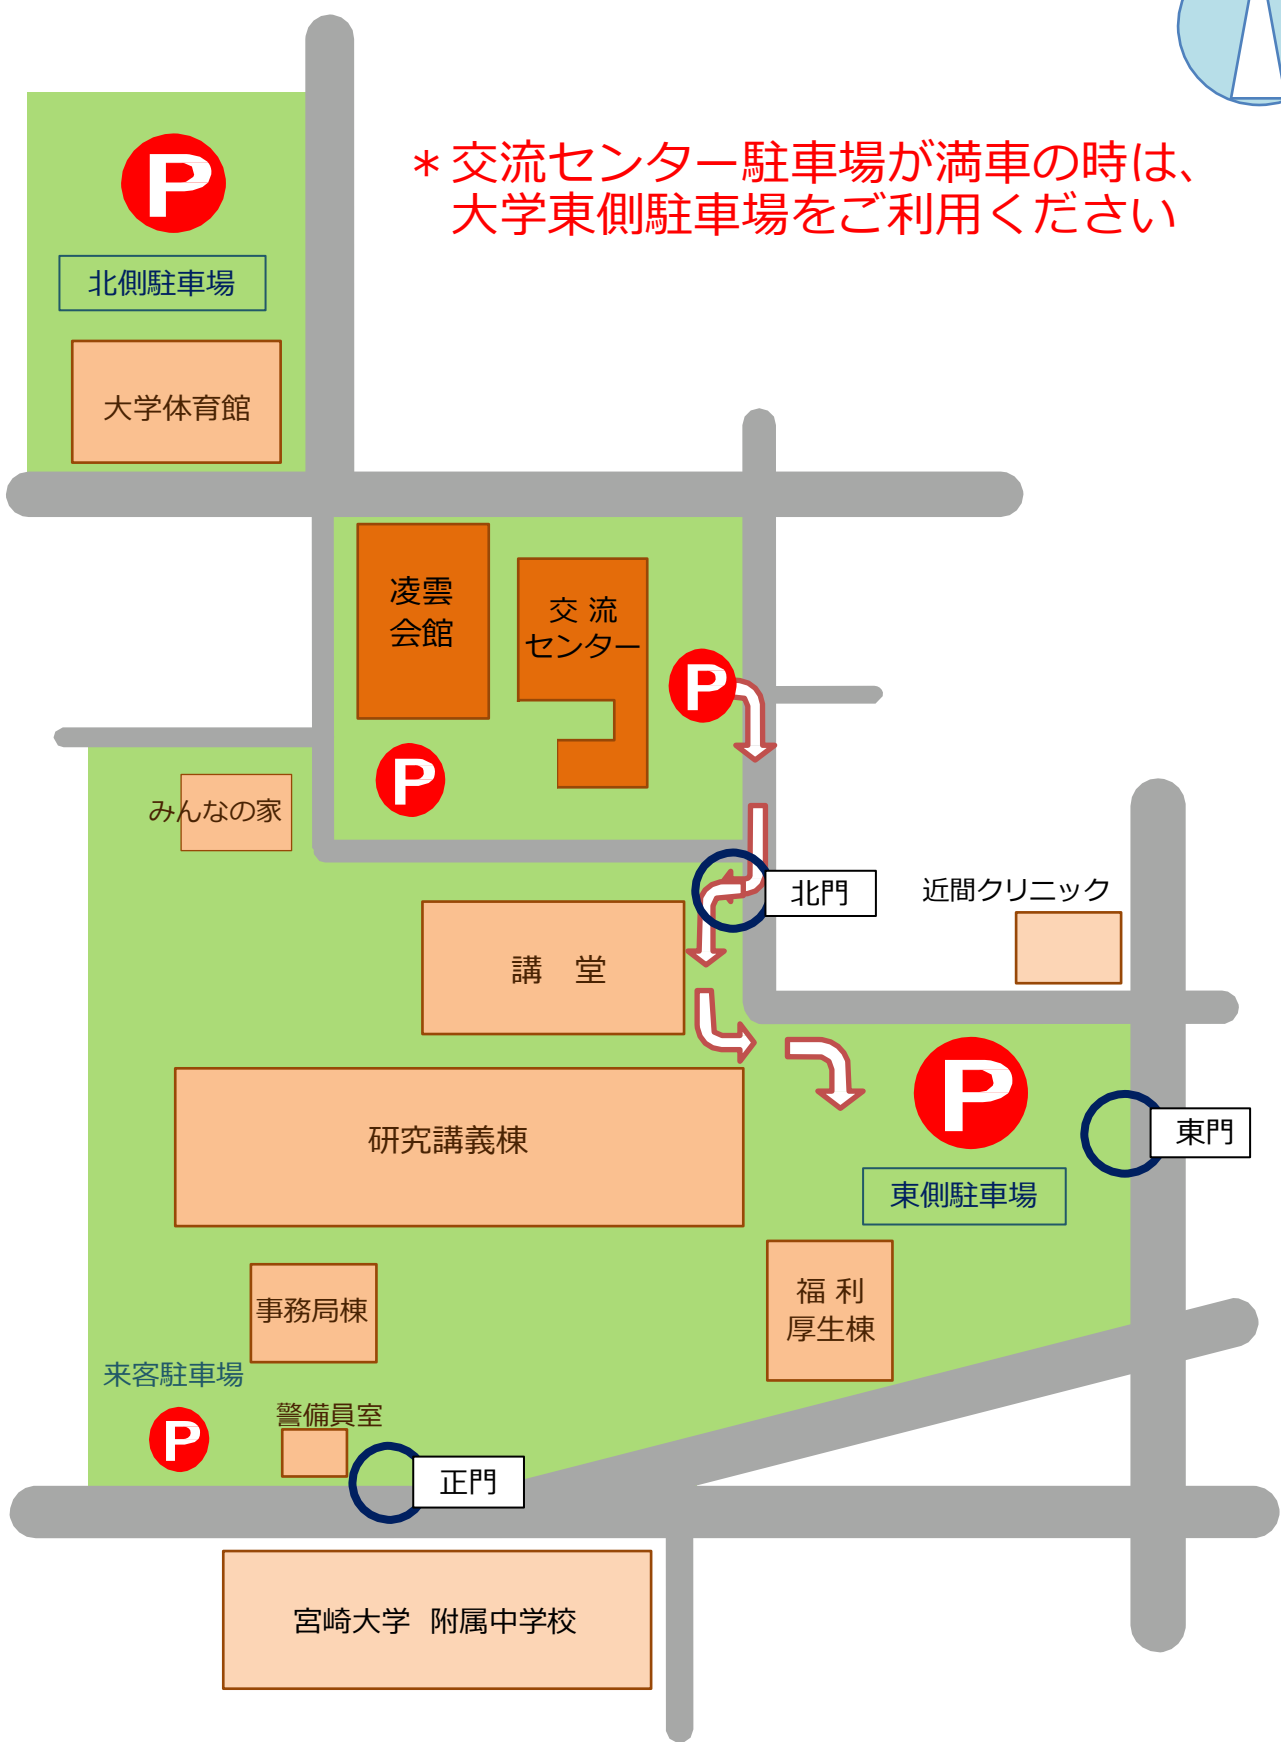 ＊交流センター駐車場が満車の時は、
大学東側駐車場をご利用ください
P
北側駐車場
大学体育館
凌雲
会館
交 流
センター
P
P
みんなの家
北門
近間クリニック
講　堂
P
東門
研究講義棟
東側駐車場
福 利
厚生棟
事務局棟
来客駐車場
警備員室
P
正門
宮崎大学 附属中学校